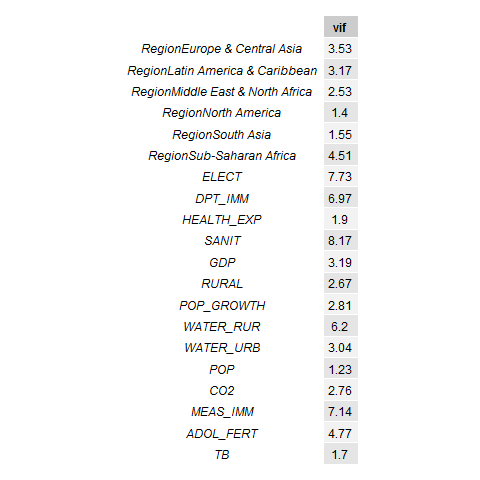 vif
RegionEurope & Central Asia 3.53
RegionLatin America & Caribbean 3.17
RegionMiddle East & North Africa 2.53
RegionNorth America 1.4
RegionSouth Asia 1.55
RegionSub-Saharan Africa 4.51
ELECT 7.73
DPT_IMM 6.97
HEALTH_EXP 1.9
SANIT 8.17
GDP 3.19
RURAL 2.67
POP_GROWTH 2.81
WATER_RUR 6.2
WATER_URB 3.04
POP 1.23
CO2 2.76
MEAS_IMM 7.14
ADOL_FERT 4.77
TB 1.7